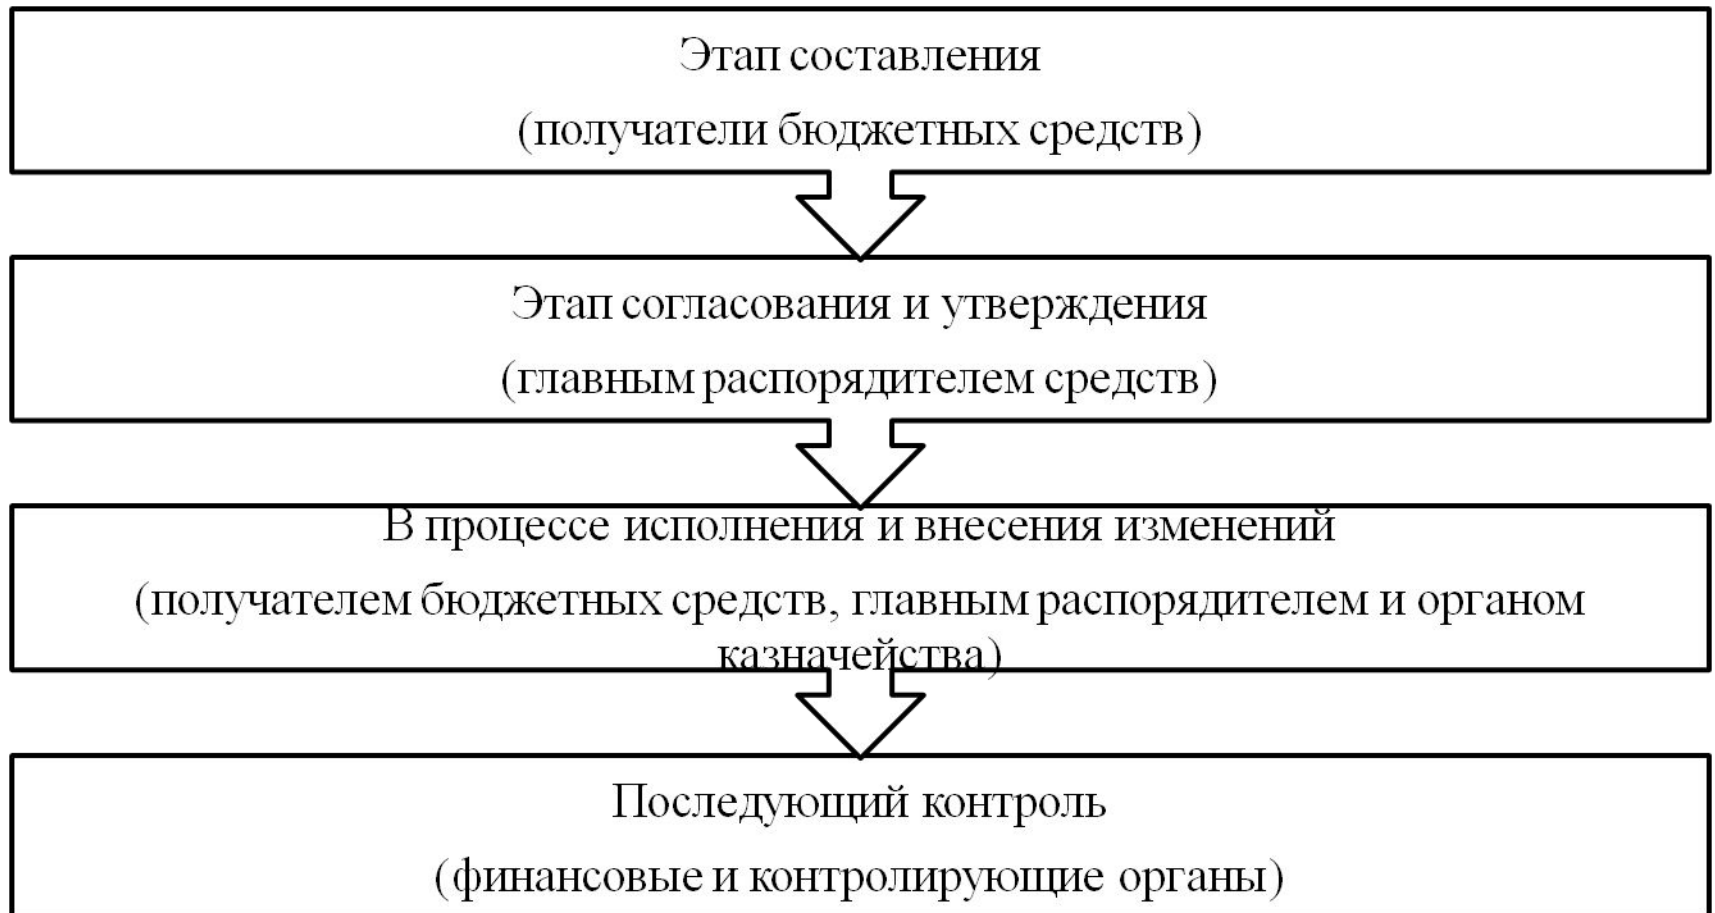 Этап составления
(получатели бюджетных средств)
Этап согласования и утверждения
(главным распорядителем средств)
В процессе исполнения и внесения изменений
(получателем бюджетных средств, главным распорядителем и органом
казначейства)
Последующий контроль
(финансовые и контролирующие органы)